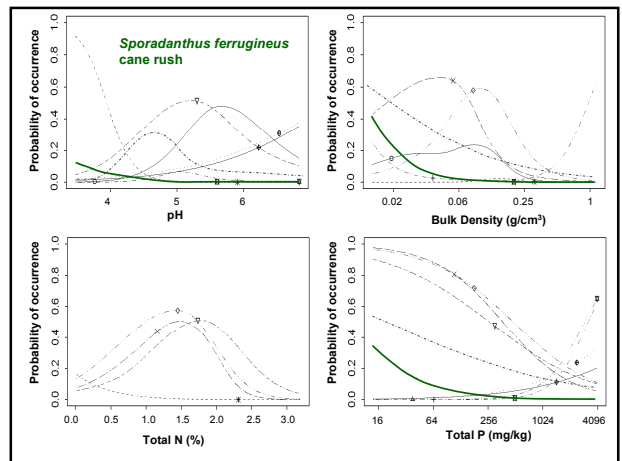 Sporadanthus ferrugineus
cane rush
Probability of occurrence
0.0 0.2 0.4 0.6 0.8 1.0
4 5 6
pH
Probability of occurrence
0.0 0.2 0.4 0.6 0.8 1.0
0.02 0.06 0.25 1
Bulk Density (g/cm³)
Probability of occurrence
0.0 0.2 0.4 0.6 0.8 1.0
0.0 0.5 1.0 1.5 2.0 2.5 3.0
Total N (%)
Probability of occurrence
0.0 0.2 0.4 0.6 0.8 1.0
16 64 256 1024 4096
Total P (mg/kg)